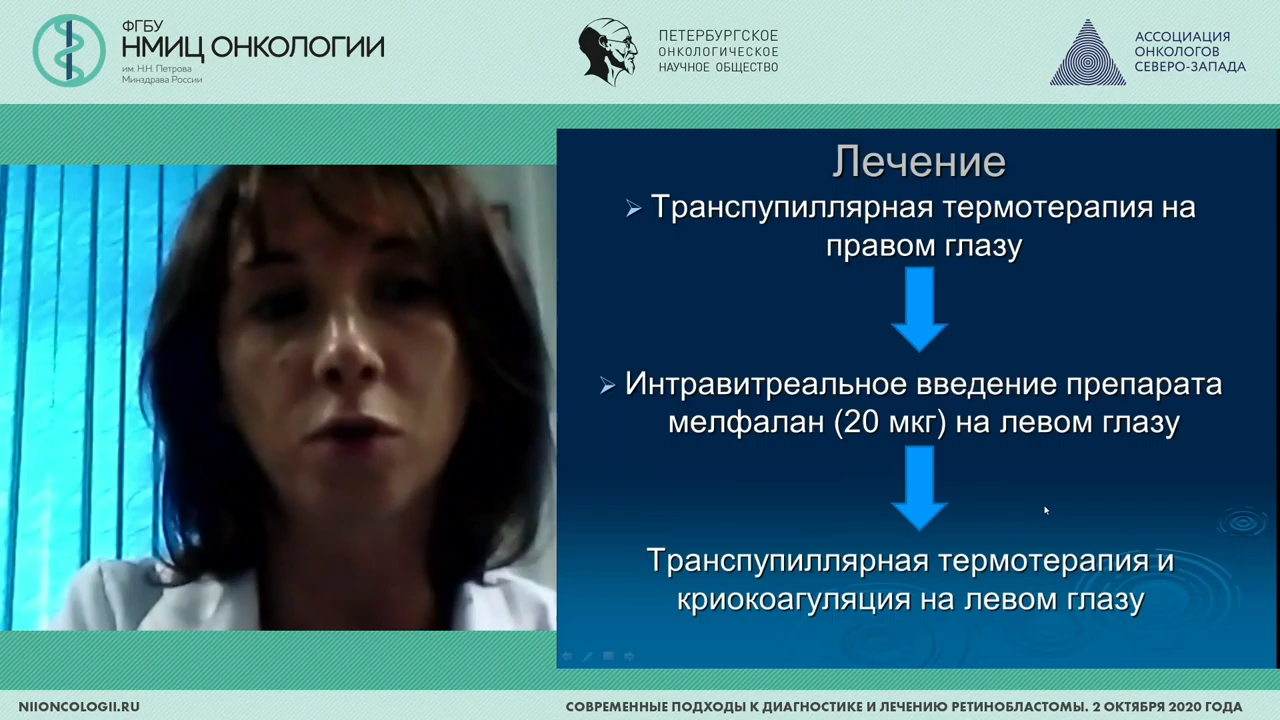 ФГБУ
НМИЦ ОНКОЛОГИИ
им. Н.Н. Петрова
Минздрава России
ПЕТЕРБУРГСКОЕ
ОНКОЛОГИЧЕСКОЕ
НАУЧНОЕ ОБЩЕСТВО
АССОЦИАЦИЯ
ОНКОЛОГОВ
СЕВЕРО-ЗАПАДА
Лечение
Транспупиллярная термотерапия на
правом глазу
Интравитреальное введение препарата
мелфалан (20 мкг) на левом глазу
Транспупиллярная термотерапия и
криокоагуляция на левом глазу
NIIONCOLOGII.RU
СОВРЕМЕННЫЕ ПОДХОДЫ К ДИАГНОСТИКЕ И ЛЕЧЕНИЮ РЕТИНОБЛАСТОМЫ. 2 ОКТЯБРЯ 2020 ГОДА